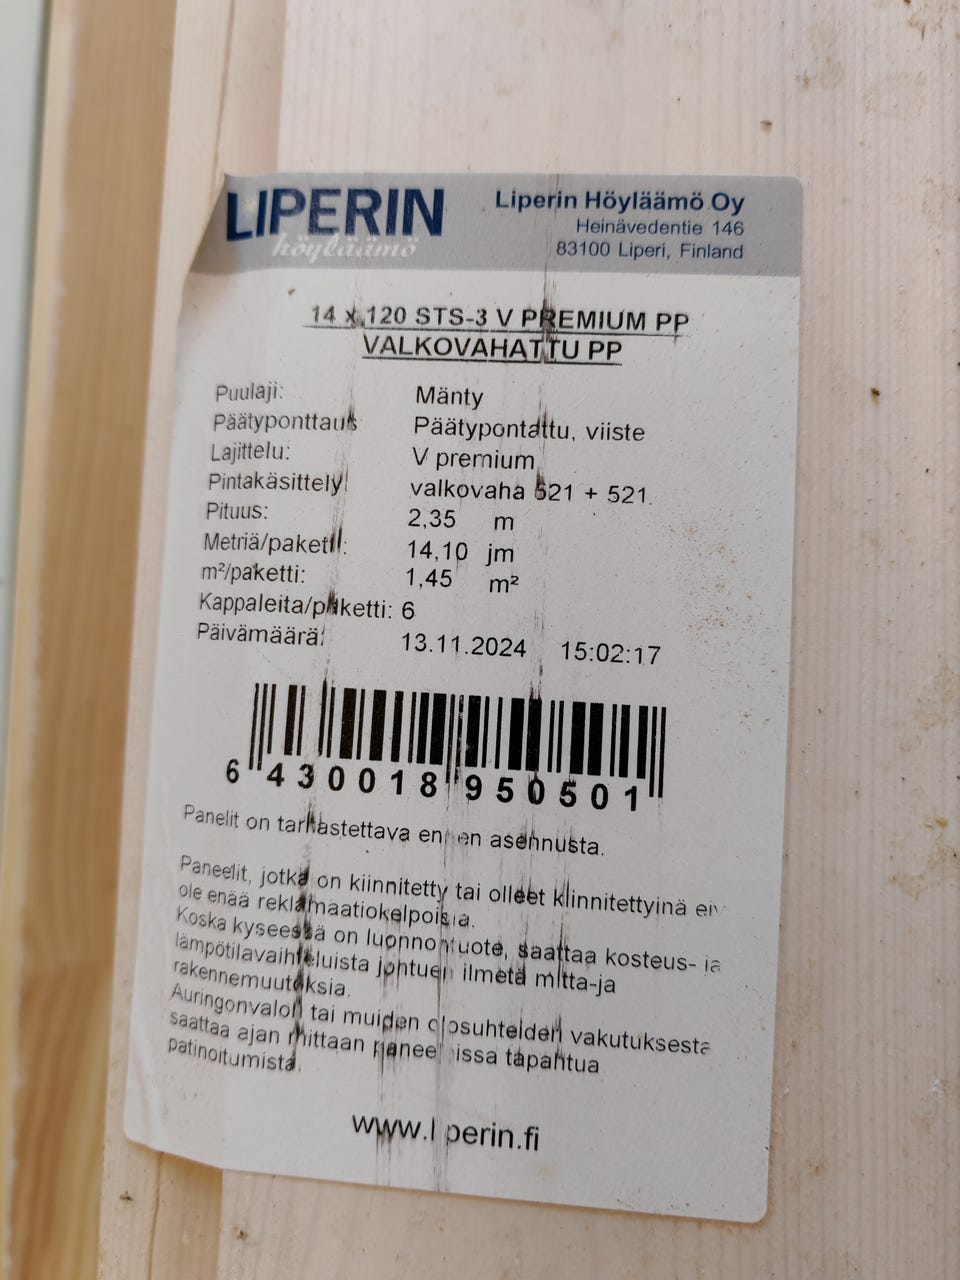 LIPERIN
höyläämö
Liperin Höyläämö Oy
Heinävedentie 146
83100 Liperi, Finland
14 x 120 STS-3 V PREMIUM PP
VALKOVAHATTU PP
Puulaji: Mänty
Päätyponttaus Päätypontattu, viiste
Lajittelu: V premium
Pintakäsittely valkovaha 521 + 521
Pituus: 2,35 m
Metriä/paketti: 14,10 jm
m²/paketti: 1,45 m²
Kappaleita/paketti: 6
Päivämäärä: 13.11.2024 15:02:17
6 430018 950501
Panelit on tarkastettava ennen asennusta.
Paneelit, jotka on kiinnitetty tai olleet kiinnitettyinä eiv
ole enää reklamaatiokelpoisia.
Koska kyseessä on luonnontuote, saattaa kosteus- ja
lämpötilavaihteluista johtuen ilmetä mitta-ja
rakennemuutoksia.
Auringonvalon tai muiden olosuhteiden vakutuksesta
saattaa ajan mittaan paneeleissa tapahtua
patinoitumista.
www.liperin.fi